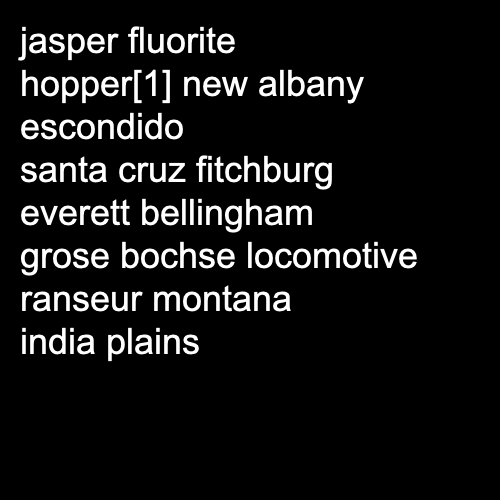 jasper fluorite
hopper[1] new albany
escondido
santa cruz fitchburg
everett bellingham
grose bochse locomotive
ranseur montana
india plains